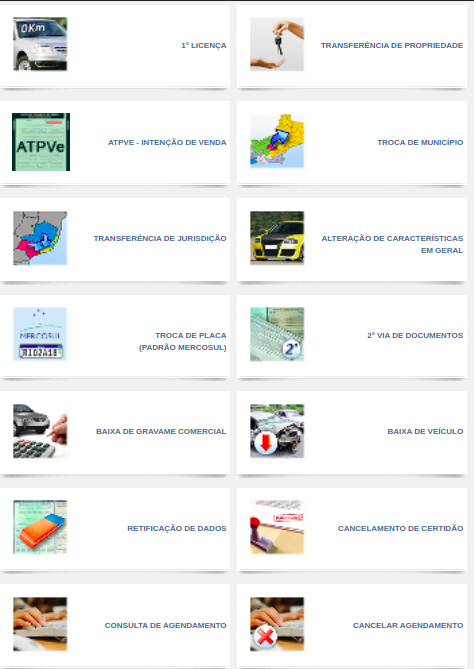 0Km
1ª LICENÇA
TRANSFERÊNCIA DE PROPRIEDADE
ATPVe
ATPVE - INTENÇÃO DE VENDA
TROCA DE MUNICÍPIO
TRANSFERÊNCIA DE JURISDIÇÃO
ALTERAÇÃO DE CARACTERÍSTICAS
EM GERAL
MERCOSUL
RIO2A18
TROCA DE PLACA
(PADRÃO MERCOSUL)
2ª
2ª VIA DE DOCUMENTOS
BAIXA DE GRAVAME COMERCIAL
BAIXA DE VEÍCULO
RETIFICAÇÃO DE DADOS
CANCELAMENTO DE CERTIDÃO
CONSULTA DE AGENDAMENTO
CANCELAR AGENDAMENTO